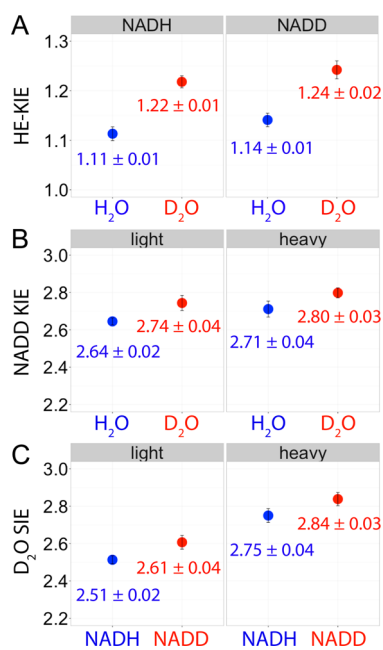 A
NADH NADD
HE-KIE
1.3
1.2
1.1
1.0
1.11 ± 0.01
1.22 ± 0.01
1.14 ± 0.01
1.24 ± 0.02
H₂O D₂O H₂O D₂O
B
light heavy
NADD KIE
3.0
2.8
2.6
2.4
2.2
2.64 ± 0.02
2.74 ± 0.04
2.71 ± 0.04
2.80 ± 0.03
H₂O D₂O H₂O D₂O
C
light heavy
D₂O SIE
3.0
2.8
2.6
2.4
2.2
2.51 ± 0.02
2.61 ± 0.04
2.75 ± 0.04
2.84 ± 0.03
NADH NADD NADH NADD